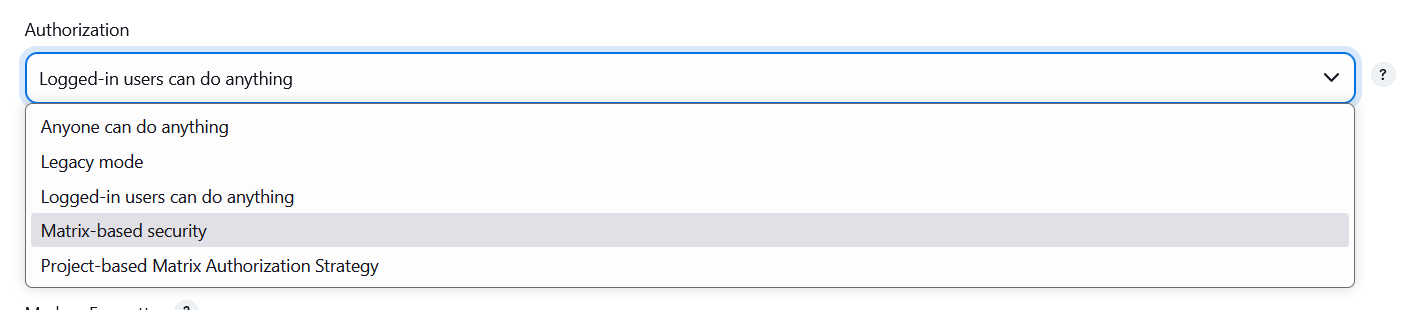 Authorization
Logged-in users can do anything
?
Anyone can do anything
Legacy mode
Logged-in users can do anything
Matrix-based security
Project-based Matrix Authorization Strategy
?